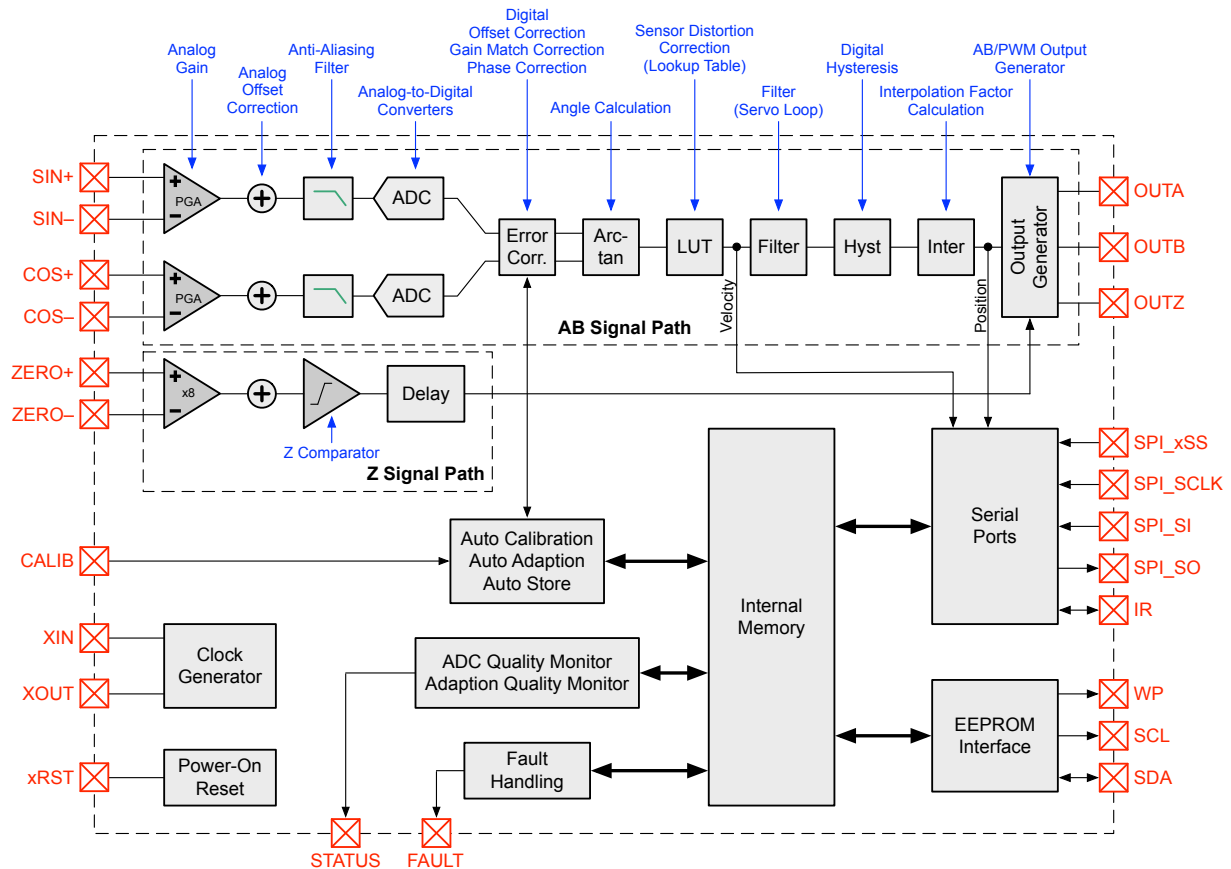 Analog
Gain
Analog
Offset
Correction
Anti-Aliasing
Filter
Analog-to-Digital
Converters
Digital
Offset Correction
Gain Match Correction
Phase Correction
Angle Calculation
Sensor Distortion
Correction
(Lookup Table)
Filter
(Servo Loop)
Digital
Hysteresis
Interpolation Factor
Calculation
AB/PWM Output
Generator
SIN+
SIN–
COS+
COS–
ZERO+
ZERO–
CALIB
XIN
XOUT
xRST
+
PGA
–
+
ADC
+
PGA
–
+
ADC
Error
Corr.
Arc-
tan
LUT
Filter
Hyst
Inter
Output
Generator
Velocity
Position
AB Signal Path
OUTA
OUTB
OUTZ
+
x8
–
+
Delay
Z Comparator
Z Signal Path
Auto Calibration
Auto Adaption
Auto Store
Clock
Generator
ADC Quality Monitor
Adaption Quality Monitor
Power-On
Reset
Fault
Handling
Internal
Memory
Serial
Ports
EEPROM
Interface
SPI_xSS
SPI_SCLK
SPI_SI
SPI_SO
IR
WP
SCL
SDA
STATUS
FAULT